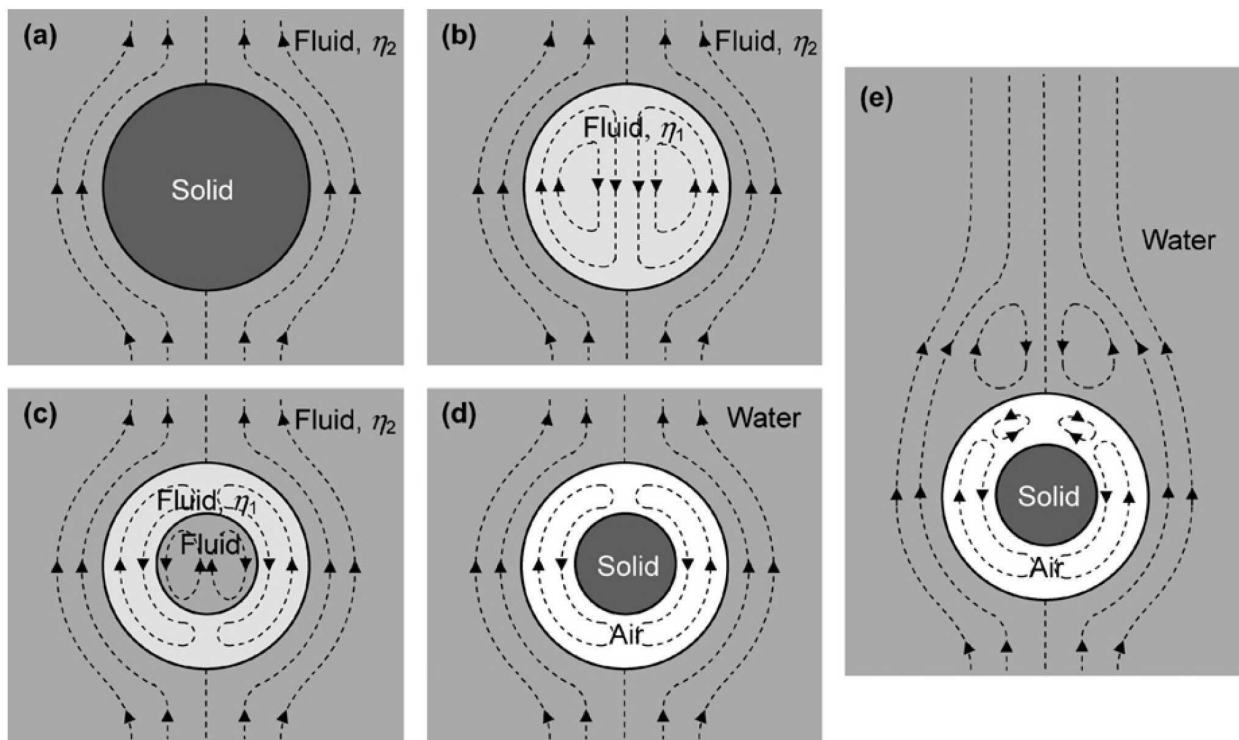 (a)
Fluid, η2
Solid
(b)
Fluid, η2
Fluid, η1
(c)
Fluid, η2
Fluid, η1
Fluid
(d)
Water
Solid
Air
(e)
Water
Solid
Air